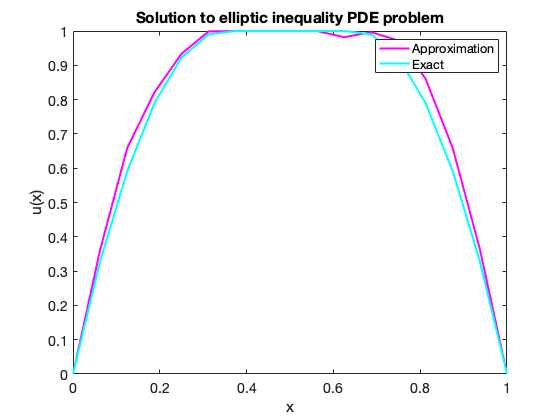 Solution to elliptic inequality PDE problem
1
0.9
0.8
0.7
0.6
0.5
0.4
0.3
0.2
0.1
0
u(x)
Approximation
Exact
0 0.2 0.4 0.6 0.8 1
x